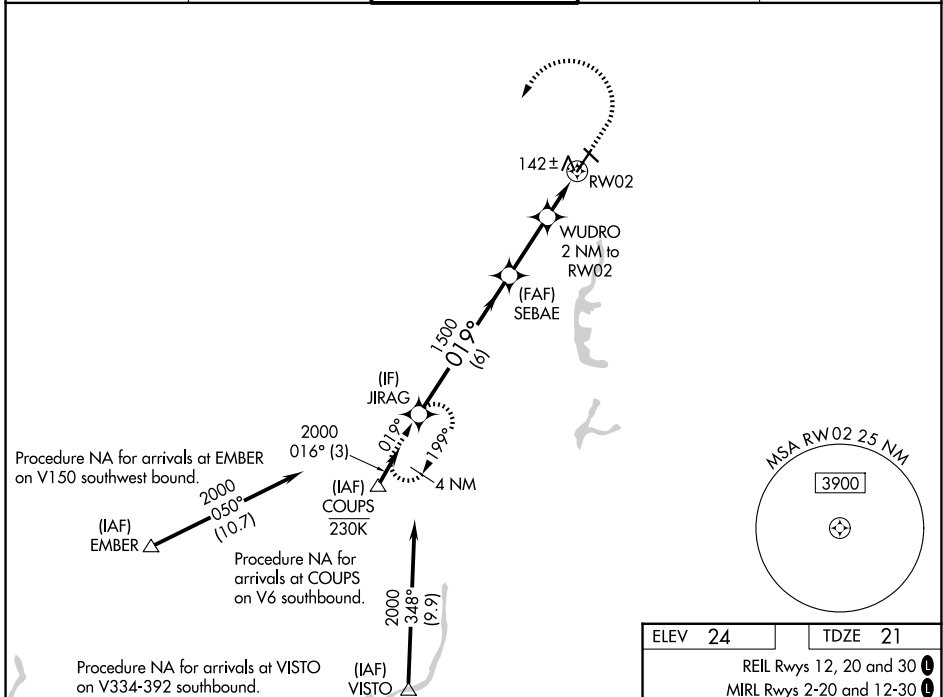 142±
RW02
WUDRO
2 NM to
RW02
(FAF)
SEBAE
1500
019°
(6)
(IF)
JIRAG
2000
016° (3)
019°
199°
4 NM
Procedure NA for arrivals at EMBER
on V150 southwest bound.
2000
050°
(10.7)
(IAF)
EMBER
(IAF)
COUPS
230K
Procedure NA for
arrivals at COUPS
on V6 southbound.
2000
348°
(9.9)
Procedure NA for arrivals at VISTO
on V334-392 southbound.
(IAF)
VISTO
MSA RW02 25 NM
3900
ELEV 24
TDZE 21
REIL Rwys 12, 20 and 30 L
MIRL Rwys 2-20 and 12-30 L